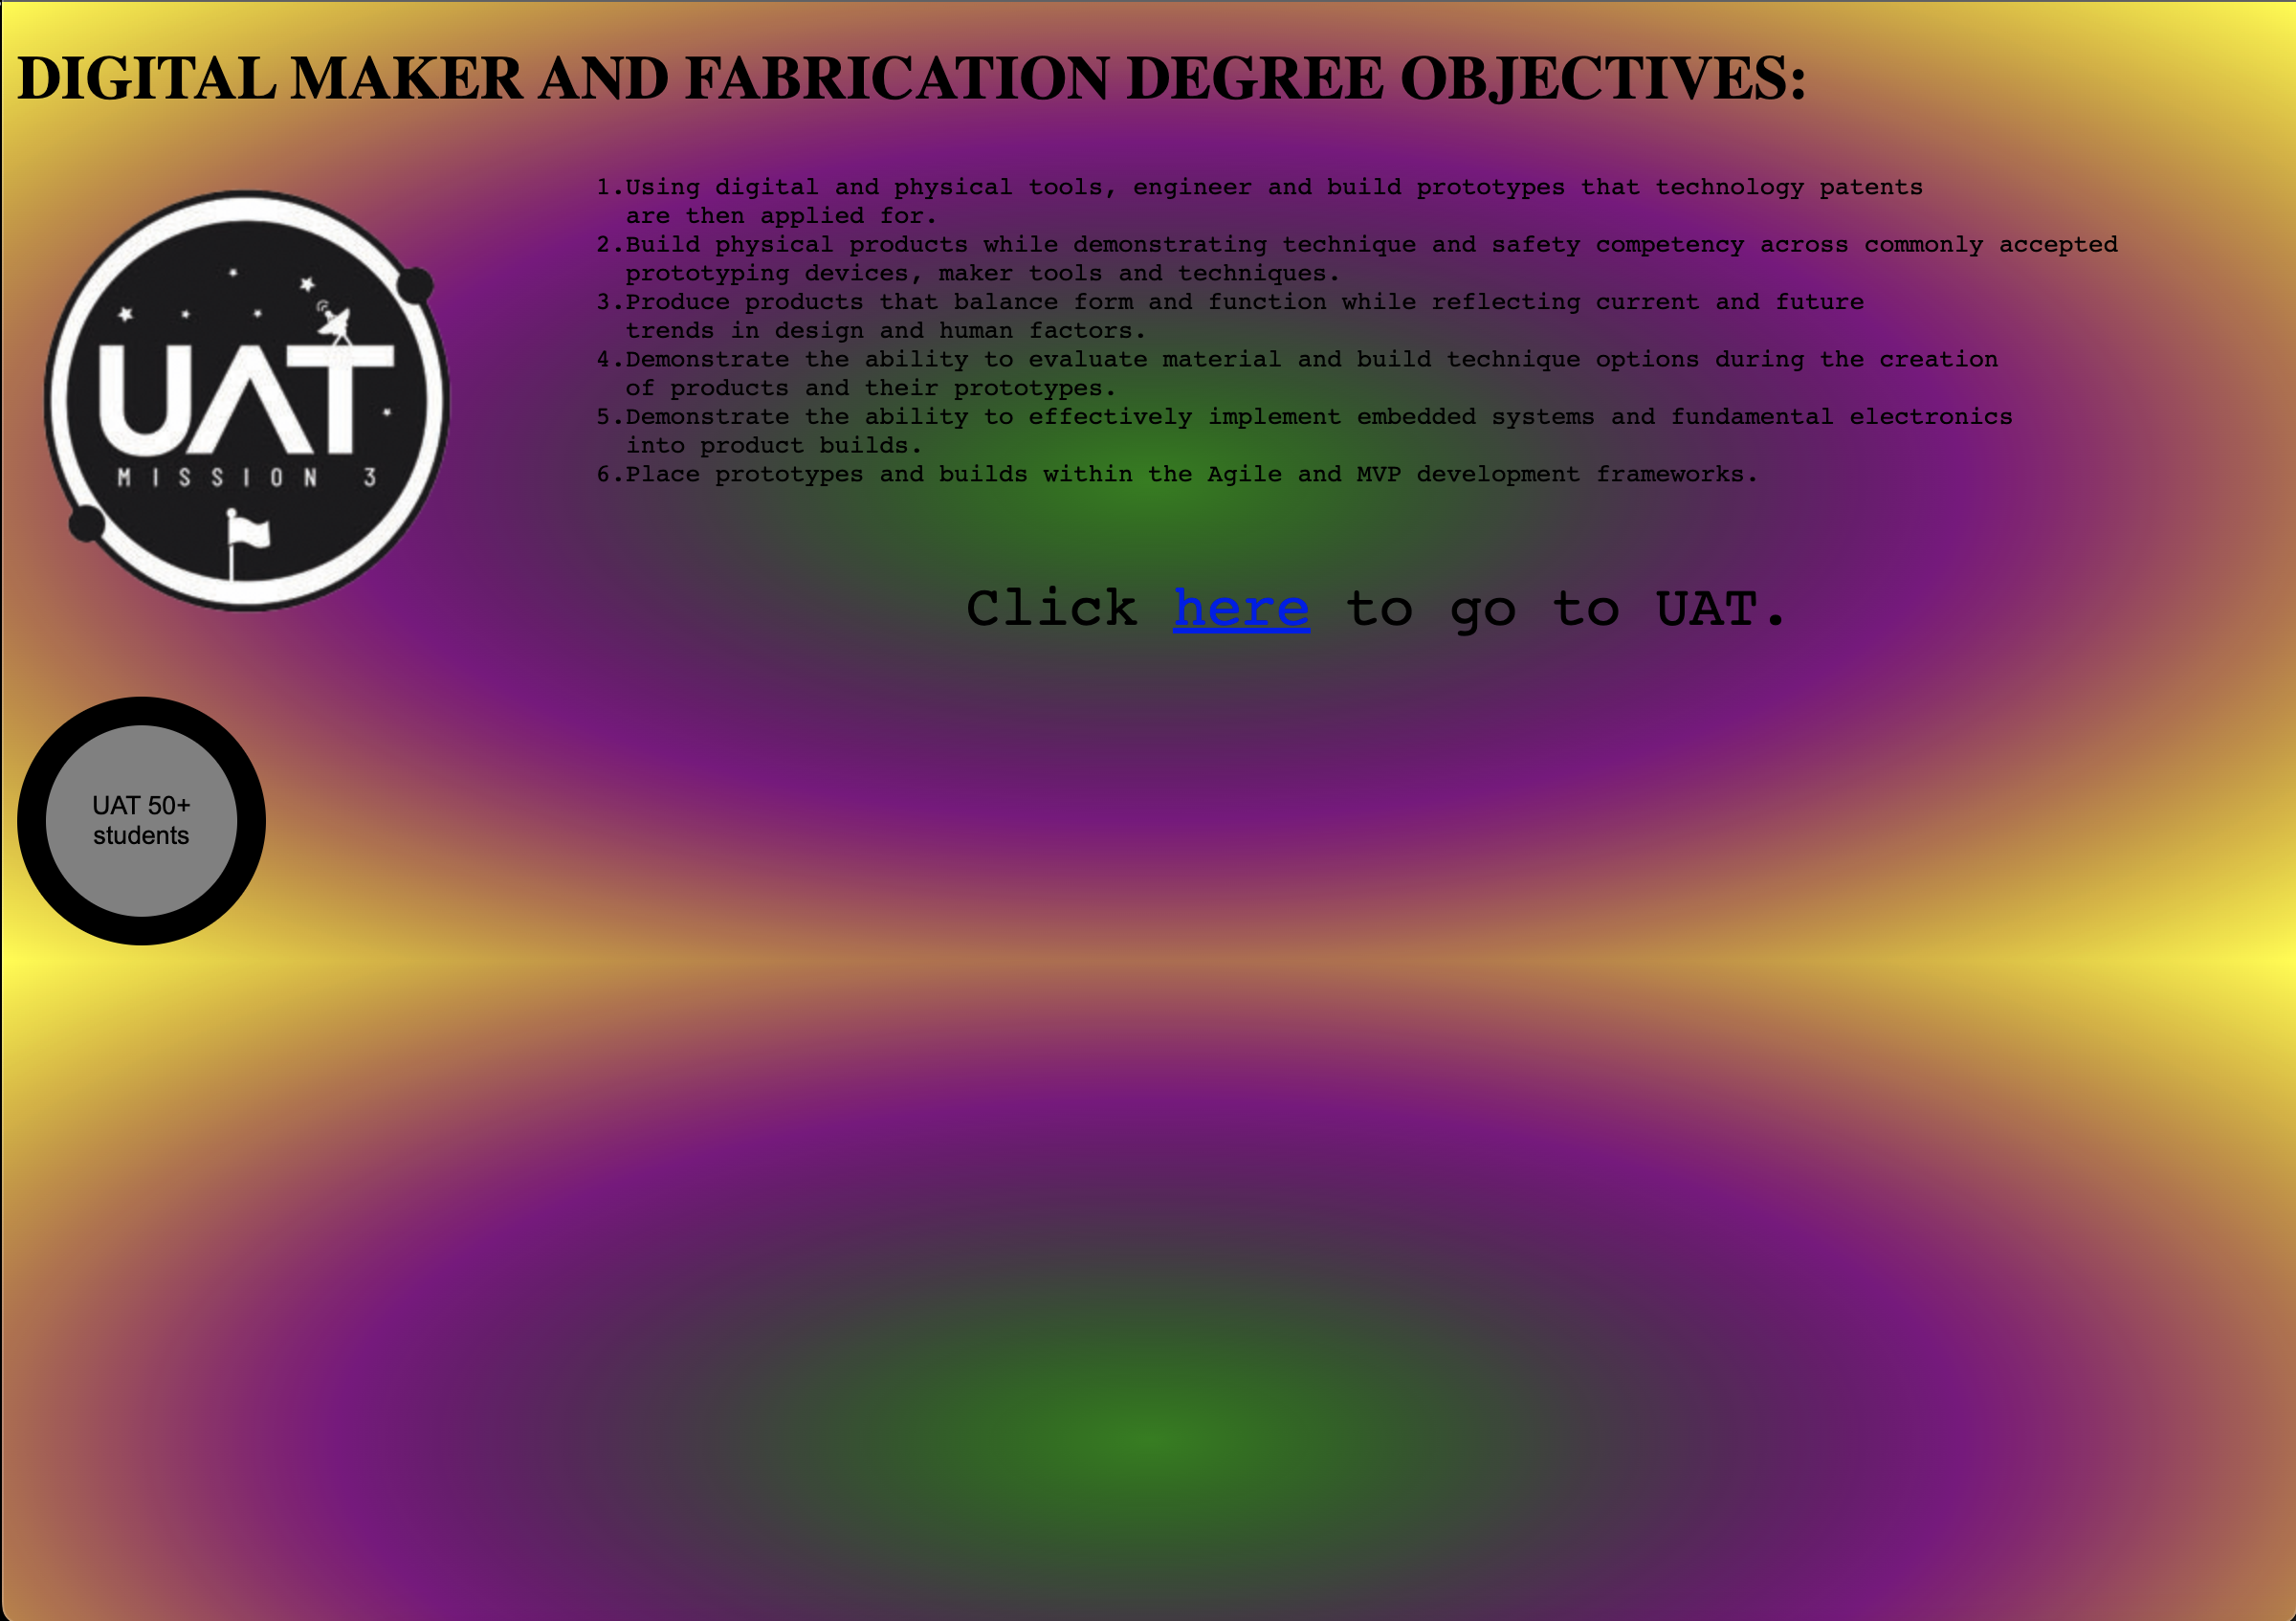 DIGITAL MAKER AND FABRICATION DEGREE OBJECTIVES:
1.Using digital and physical tools, engineer and build prototypes that technology patents
are then applied for.
2.Build physical products while demonstrating technique and safety competency across commonly accepted
prototyping devices, maker tools and techniques.
3.Produce products that balance form and function while reflecting current and future
trends in design and human factors.
4.Demonstrate the ability to evaluate material and build technique options during the creation
of products and their prototypes.
5.Demonstrate the ability to effectively implement embedded systems and fundamental electronics
into product builds.
6.Place prototypes and builds within the Agile and MVP development frameworks.
UAT
MISSION 3
Click here to go to UAT.
UAT 50+
students